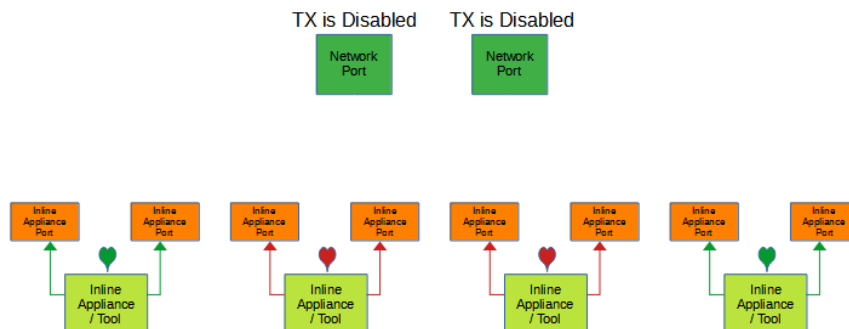 TX is Disabled
TX is Disabled
Network
Port
Network
Port
Inline
Appliance
Port
Inline
Appliance
Port
Inline
Appliance
Port
Inline
Appliance
Port
Inline
Appliance
Port
Inline
Appliance
Port
Inline
Appliance
Port
Inline
Appliance
Port
Inline
Appliance
/ Tool
Inline
Appliance
/ Tool
Inline
Appliance
/ Tool
Inline
Appliance
/ Tool